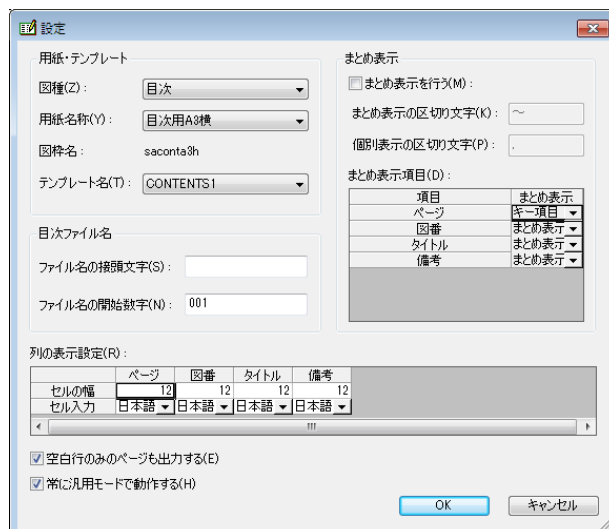 設定
用紙・テンプレート
図種(Z)：
目次
用紙名称(Y)：
目次用A3横
図枠名：
saconta3h
テンプレート名(T)：
CONTENTS1
目次ファイル名
ファイル名の接頭文字(S)：
ファイル名の開始数字(N)：
001
まとめ表示
まとめ表示を行う(M)：
まとめ表示の区切り文字(K)：
～
個別表示の区切り文字(P)：
.
まとめ表示項目(D)：
項目 まとめ表示
ページ キー項目
図番 まとめ表示
タイトル まとめ表示
備考 まとめ表示
列の表示設定(R)：
ページ 図番 タイトル 備考
セルの幅 12 12 12 12
セル入力 日本語 日本語 日本語 日本語
空白行のみのページも出力する(E)
常に汎用モードで動作する(H)
OK キャンセル